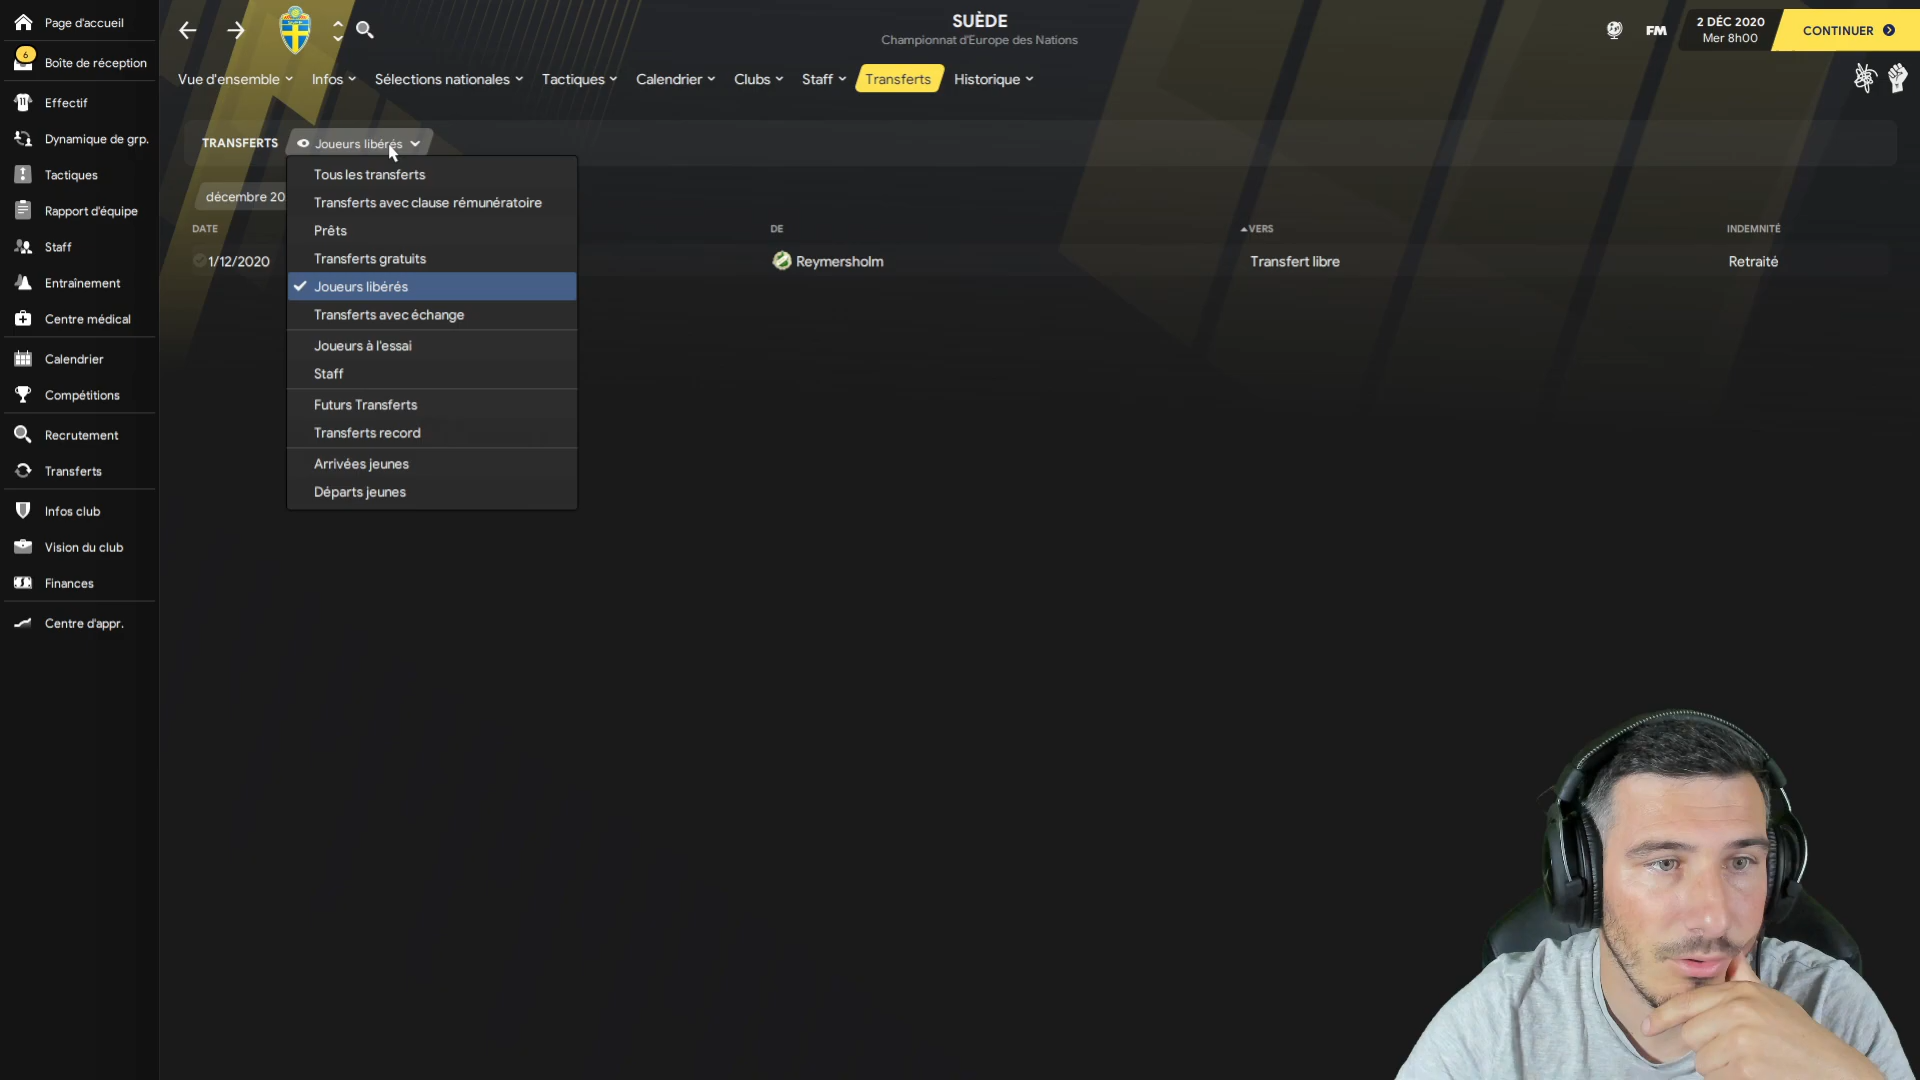 Page d'accueil
6
Boîte de réception
Effectif
Dynamique de grp.
Tactiques
Rapport d'équipe
Staff
Entraînement
Centre médical
Calendrier
Compétitions
Recrutement
Transferts
Infos club
Vision du club
Finances
Centre d'appr.
SUÈDE
Championnat d'Europe des Nations
FM
2 DÉC 2020
Mer 8h00
CONTINUER
Vue d'ensemble
Infos
Sélections nationales
Tactiques
Calendrier
Clubs
Staff
Transferts
Historique
TRANSFERTS
Joueurs libérés
décembre 20
DATE
DE
VERS
INDEMNITÉ
1/12/2020
Reymersholm
Transfert libre
Retraité
Tous les transferts
Transferts avec clause rémunératoire
Prêts
Transferts gratuits
Joueurs libérés
Transferts avec échange
Joueurs à l'essai
Staff
Futurs Transferts
Transferts record
Arrivées jeunes
Départs jeunes